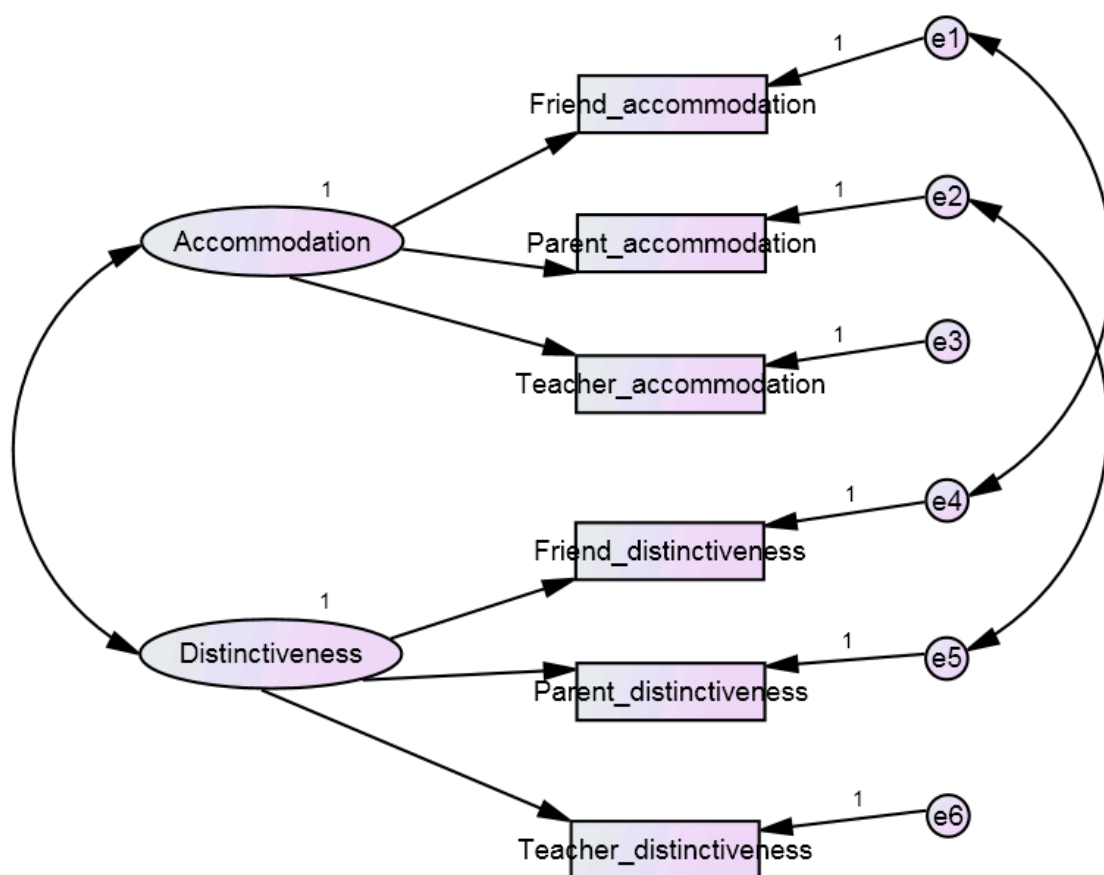 e1
1
Friend_accommodation
1
e2
1
Accommodation
Parent_accommodation
1
e3
Teacher_accommodation
1
e4
Friend_distinctiveness
1
1
e5
Distinctiveness
Parent_distinctiveness
1
e6
Teacher_distinctiveness